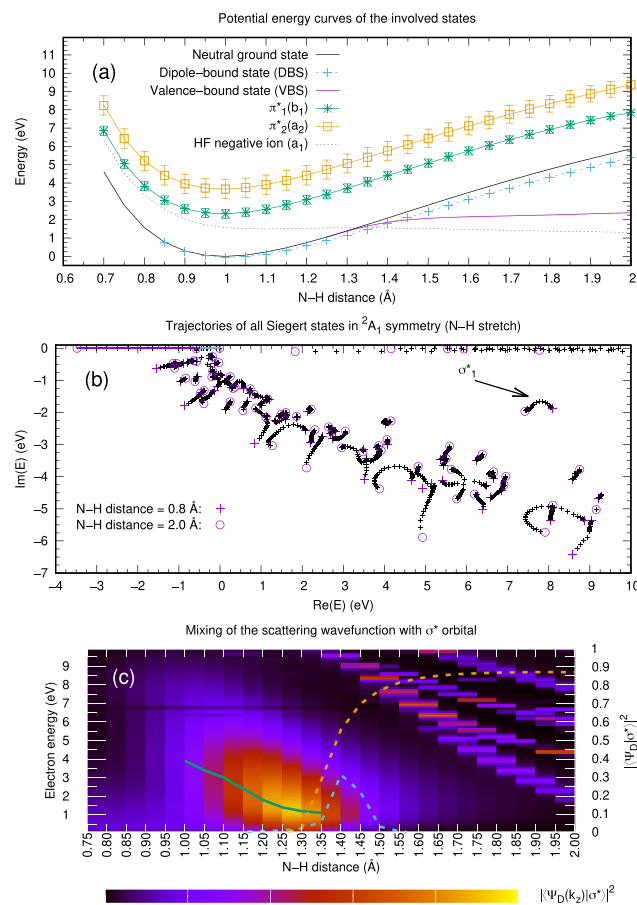 Potential energy curves of the involved states
(a)
Neutral ground state
Dipole−bound state (DBS)
Valence−bound state (VBS)
π*₁(b₁)
π*₂(a₂)
HF negative ion (a₁)
Energy (eV)
11
10
9
8
7
6
5
4
3
2
1
0
0.6 0.7 0.8 0.9 1 1.1 1.2 1.3 1.4 1.5 1.6 1.7 1.8 1.9 2
N−H distance (Å)
Trajectories of all Siegert states in ²A₁ symmetry (N−H stretch)
(b)
σ*₁
Im(E) (eV)
0
−1
−2
−3
−4
−5
−6
−7
N−H distance = 0.8 Å:
N−H distance = 2.0 Å:
−4 −3 −2 −1 0 1 2 3 4 5 6 7 8 9 10
Re(E) (eV)
Mixing of the scattering wavefunction with σ* orbital
(c)
Electron energy (eV)
9
8
7
6
5
4
3
2
1
1
0.9
0.8
0.7
0.6
0.5
0.4
0.3
0.2
0.1
0
|⟨Ψ_D|σ*⟩|²
0.75 0.80 0.85 0.90 0.95 1.00 1.05 1.10 1.15 1.20 1.25 1.30 1.35 1.40 1.45 1.50 1.55 1.60 1.65 1.70 1.75 1.80 1.85 1.90 1.95 2.00
N−H distance (Å)
|⟨Ψ_D(k_z)|σ*⟩|²